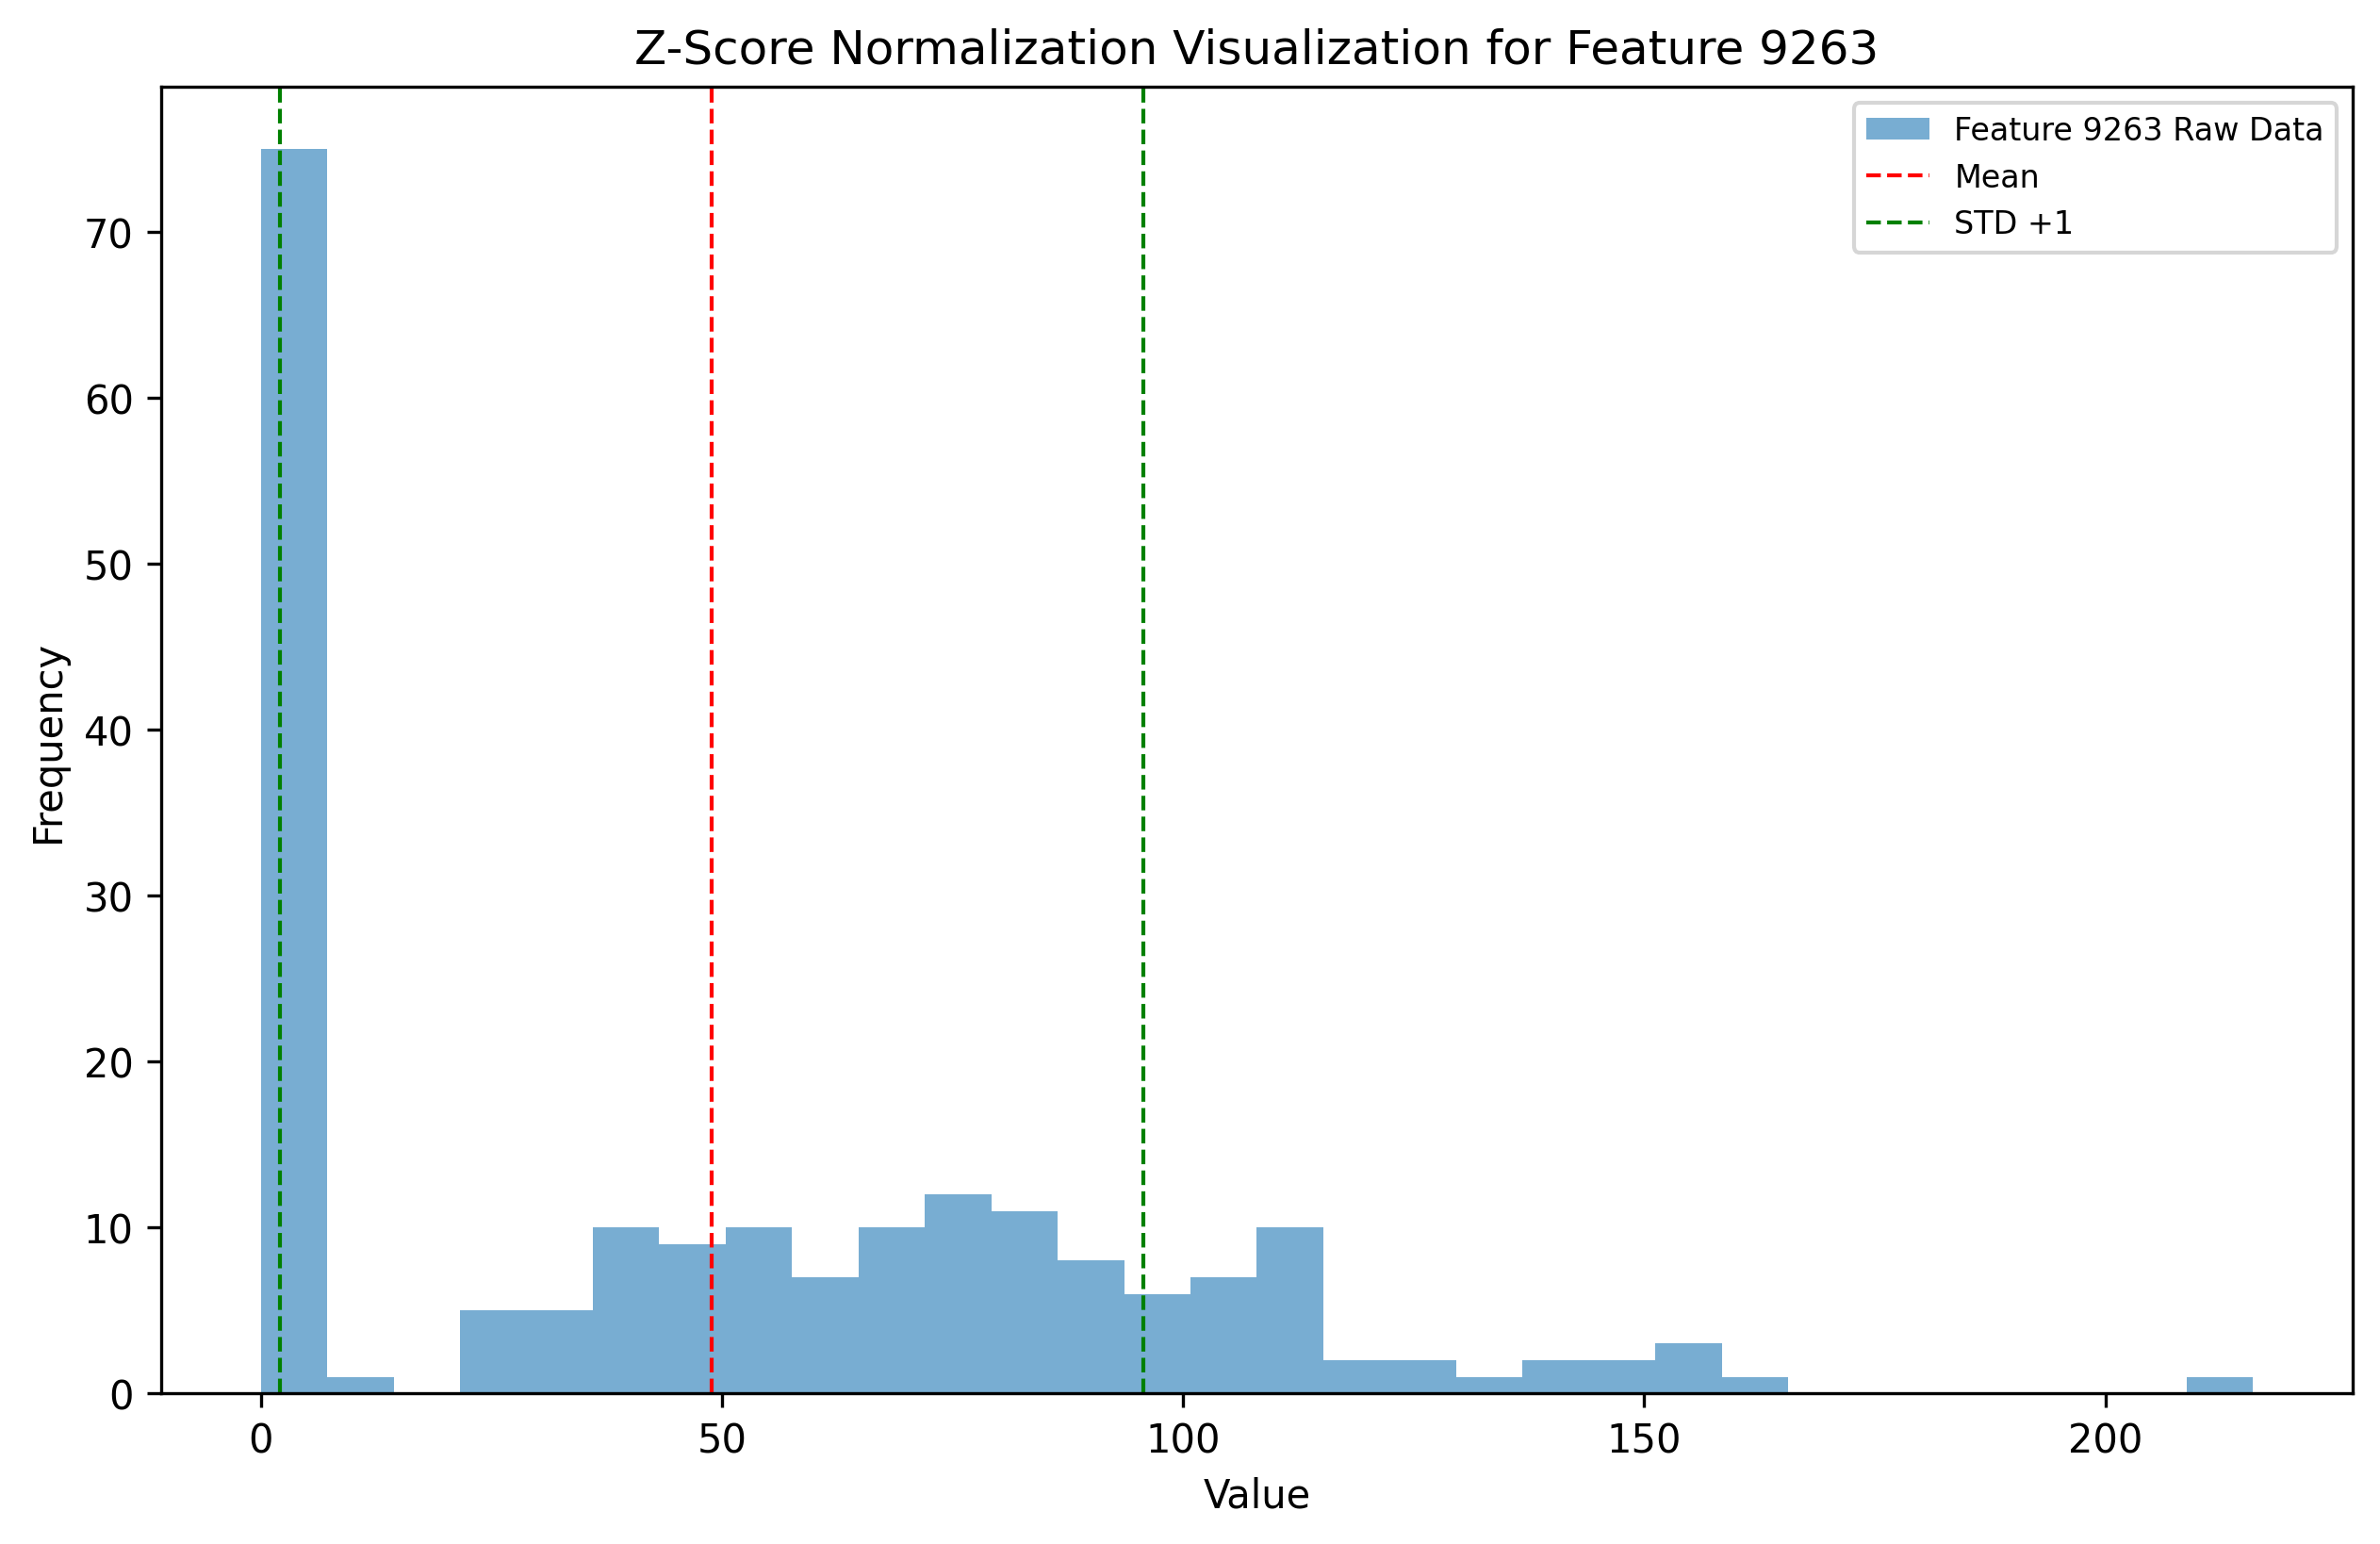 Z-Score Normalization Visualization for Feature 9263
Feature 9263 Raw Data
Mean
STD +1
70
60
50
40
30
20
10
0
Frequency
0 50 100 150 200
Value